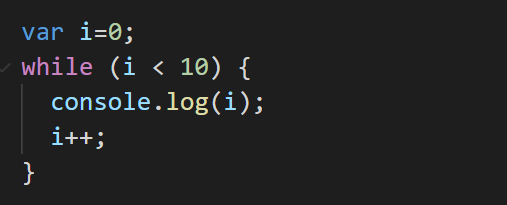 var i=0;
while (i < 10) {
  console.log(i);
  i++;
}